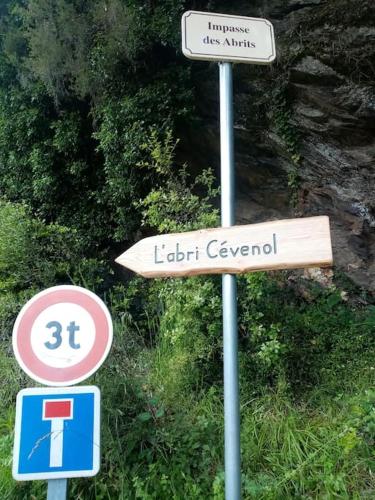 Impasse
des Abrits
L'abri Cévenol
3t